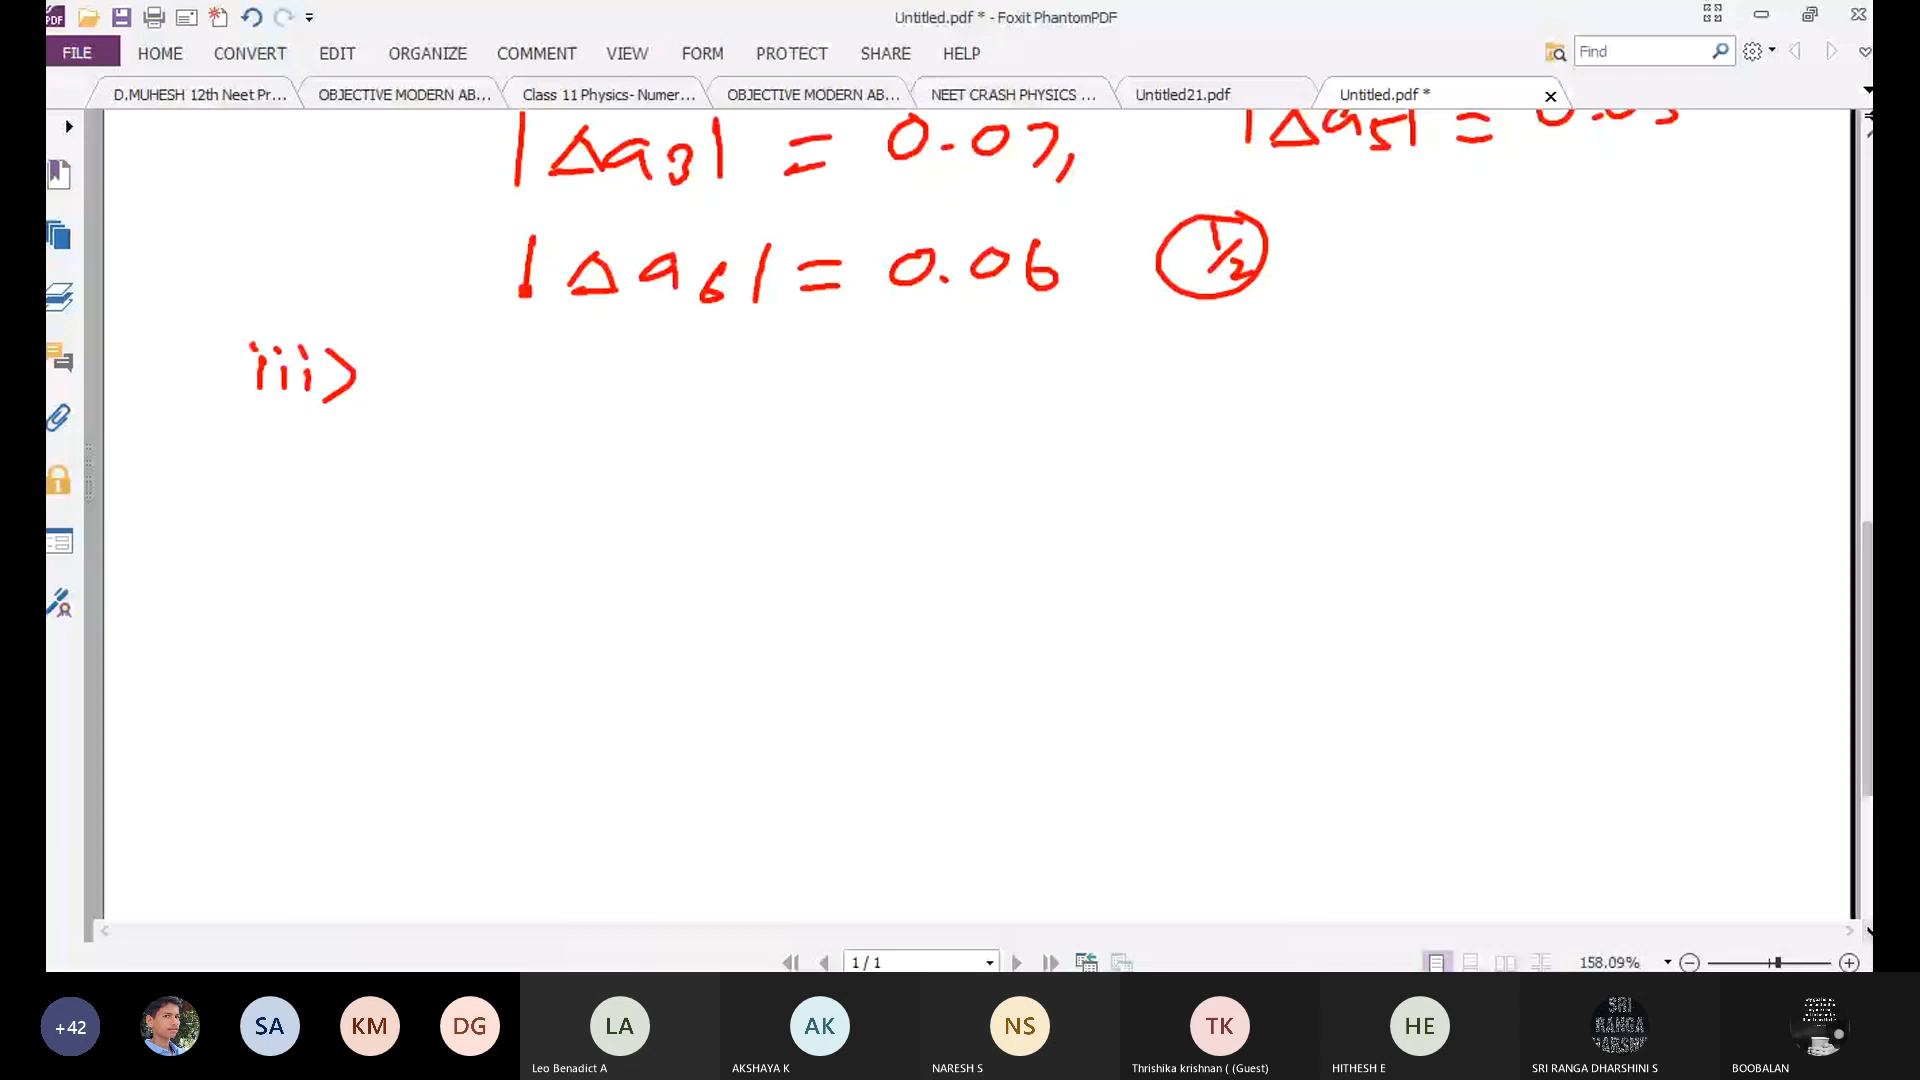 Untitled.pdf * - Foxit PhantomPDF
FILE HOME CONVERT EDIT ORGANIZE COMMENT VIEW FORM PROTECT SHARE HELP Find
D.MUHESH 12th Neet Pr... OBJECTIVE MODERN AB... Class 11 Physics- Numer... OBJECTIVE MODERN AB... NEET CRASH PHYSICS ... Untitled21.pdf Untitled.pdf *
|Δa3| = 0.07, |Δa5| =
|Δa6| = 0.06 1/2
iii>
1 / 1 158.09%
+42 SA KM DG LA AK NS TK HE SRI RANGA
Leo Benadict A AKSHAYA K NARESH S Thrishika krishnan ( (Guest) HITHESH E SRI RANGA DHARSHINI S BOOBALAN